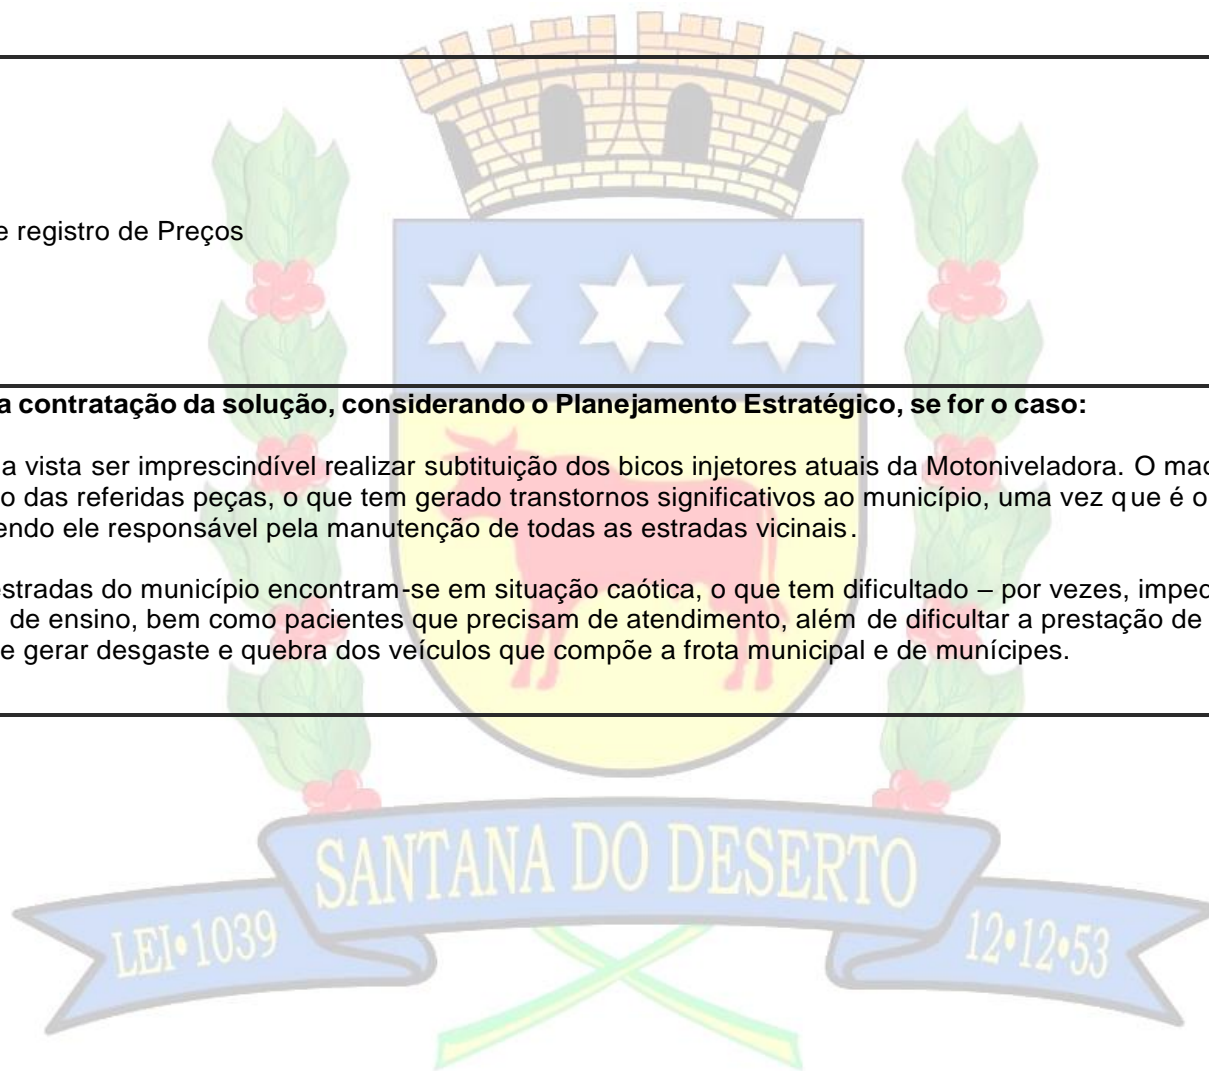 e registro de Preços
a contratação da solução, considerando o Planejamento Estratégico, se for o caso:
a vista ser imprescindível realizar subtituição dos bicos injetores atuais da Motoniveladora. O
o das referidas peças, o que tem gerado transtornos significativos ao município, uma vez que é o
endo ele responsável pela manutenção de todas as estradas vicinais.
estradas do município encontram-se em situação caótica, o que tem dificultado – por vezes,
de ensino, bem como pacientes que precisam de atendimento, além de dificultar a prestação de
e gerar desgaste e quebra dos veículos que compõe a frota municipal e de munícipes.
SANTANA DO DESERTO
LEI•1039
12•12•53